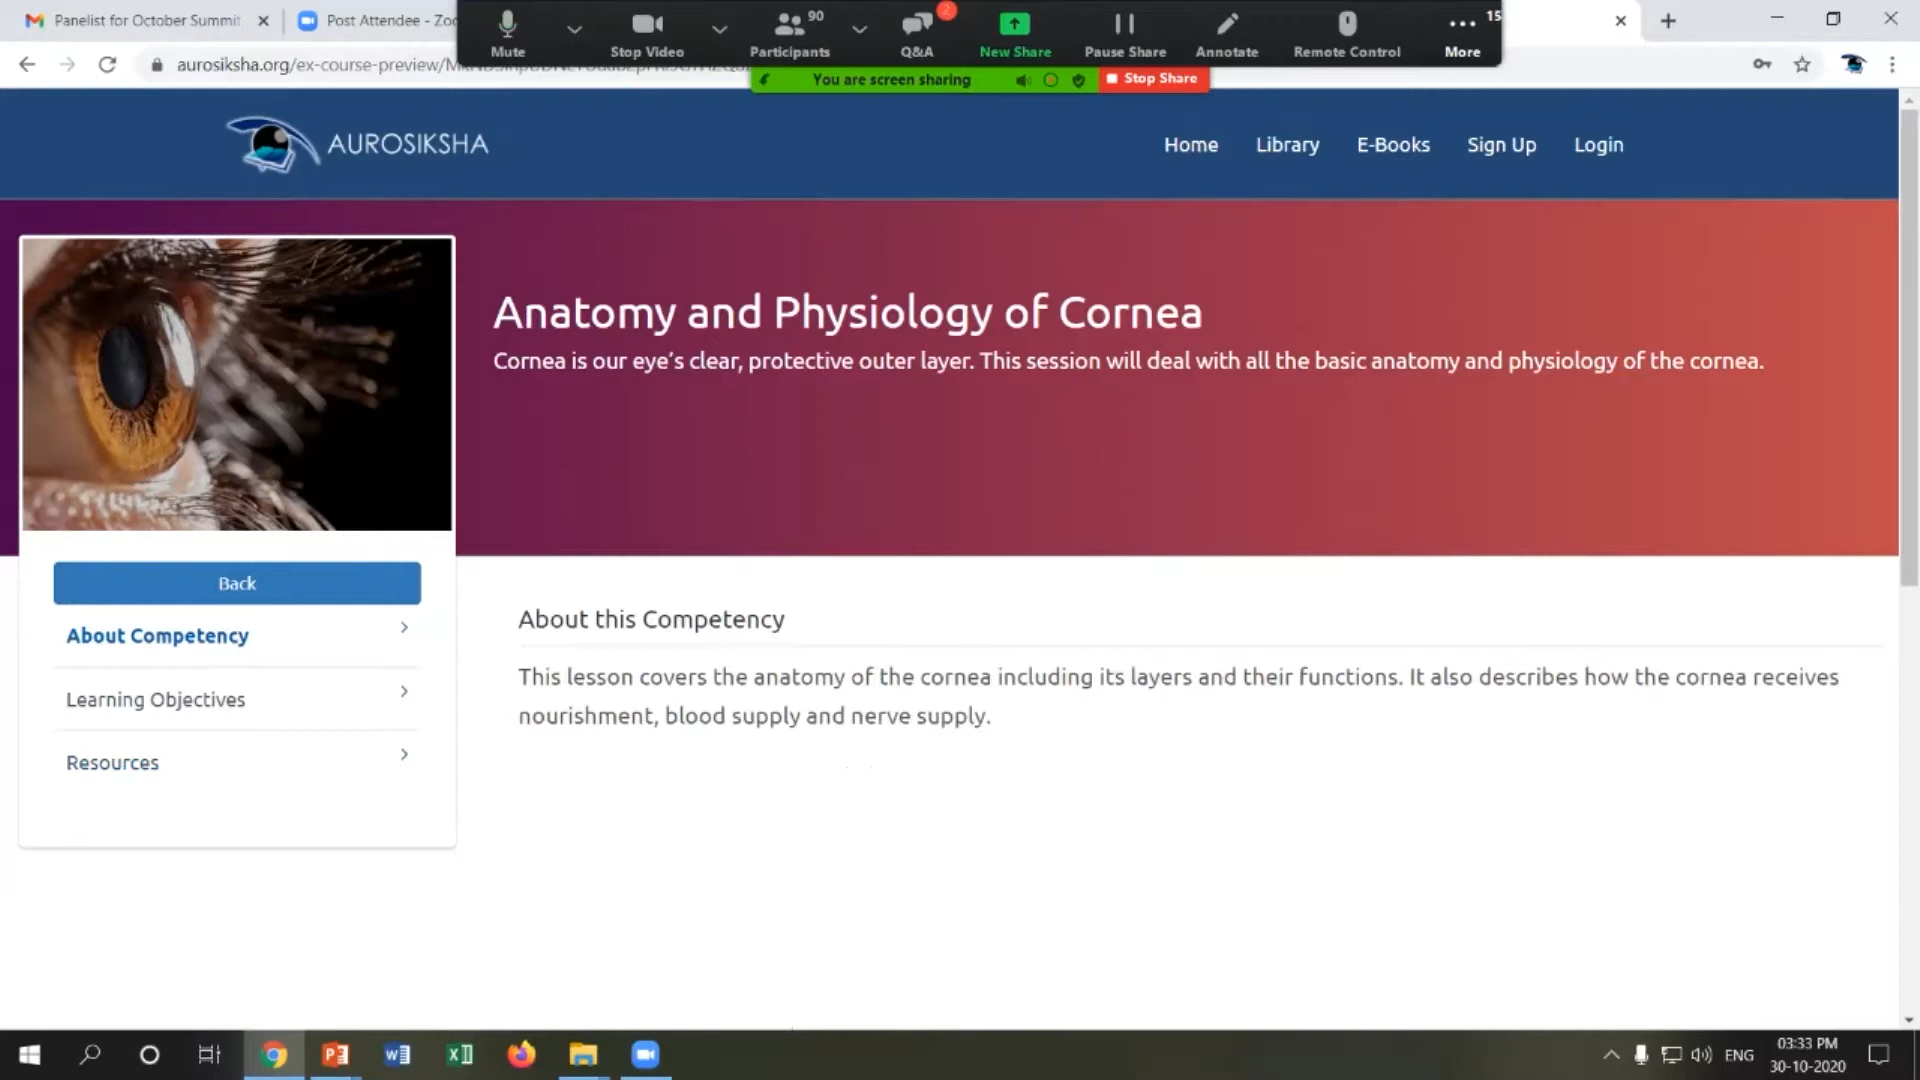 Panelist for October Summit
Post Attendee - Zoo
90
2
15
Mute
Stop Video
Participants
Q&A
New Share
Pause Share
Annotate
Remote Control
More
You are screen sharing
Stop Share
aurosiksha.org/ex-course-preview/
AUROSIKSHA
Home
Library
E-Books
Sign Up
Login
Anatomy and Physiology of Cornea
Cornea is our eye’s clear, protective outer layer. This session will deal with all the basic anatomy and physiology of the cornea.
Back
About Competency
Learning Objectives
Resources
About this Competency
This lesson covers the anatomy of the cornea including its layers and their functions. It also describes how the cornea receives
nourishment, blood supply and nerve supply.
ENG
03:33 PM
30-10-2020